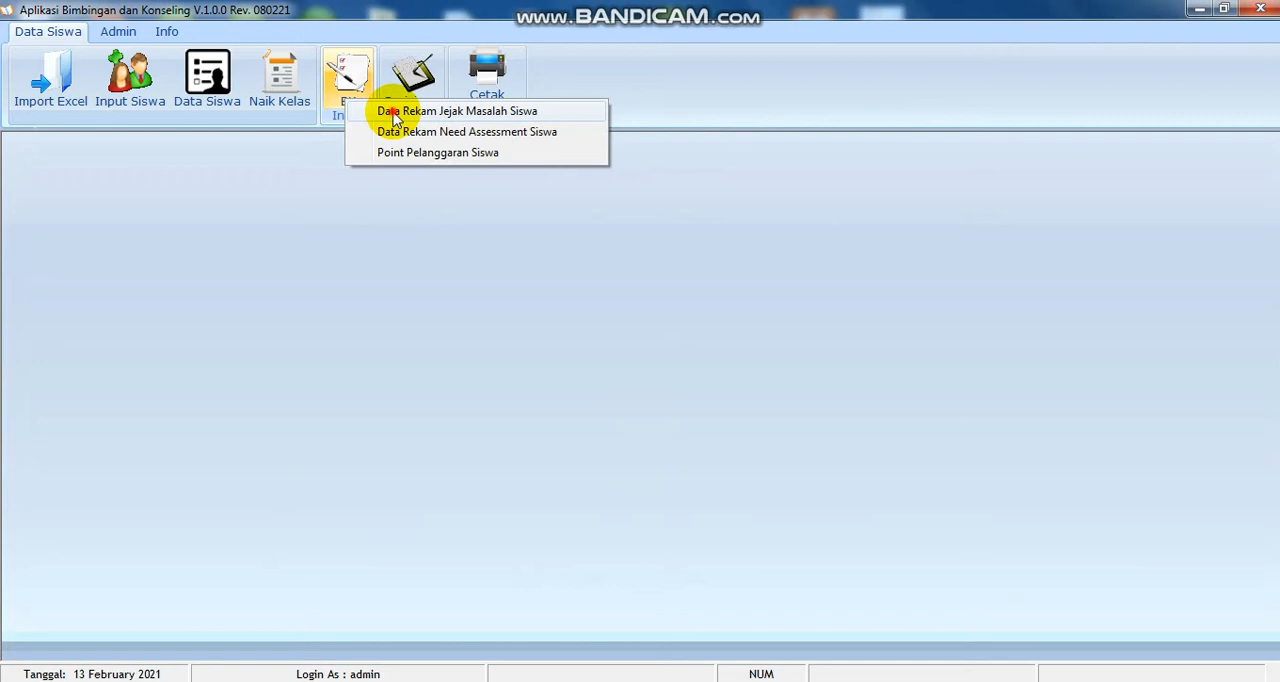 Aplikasi Bimbingan dan Konseling V.1.0.0 Rev. 080221
www.BANDICAM.com
Data Siswa Admin Info
Import Excel Input Siswa Data Siswa Naik Kelas Cetak
Data Rekam Jejak Masalah Siswa
Data Rekam Need Assessment Siswa
Point Pelanggaran Siswa
Tanggal: 13 February 2021 Login As : admin NUM